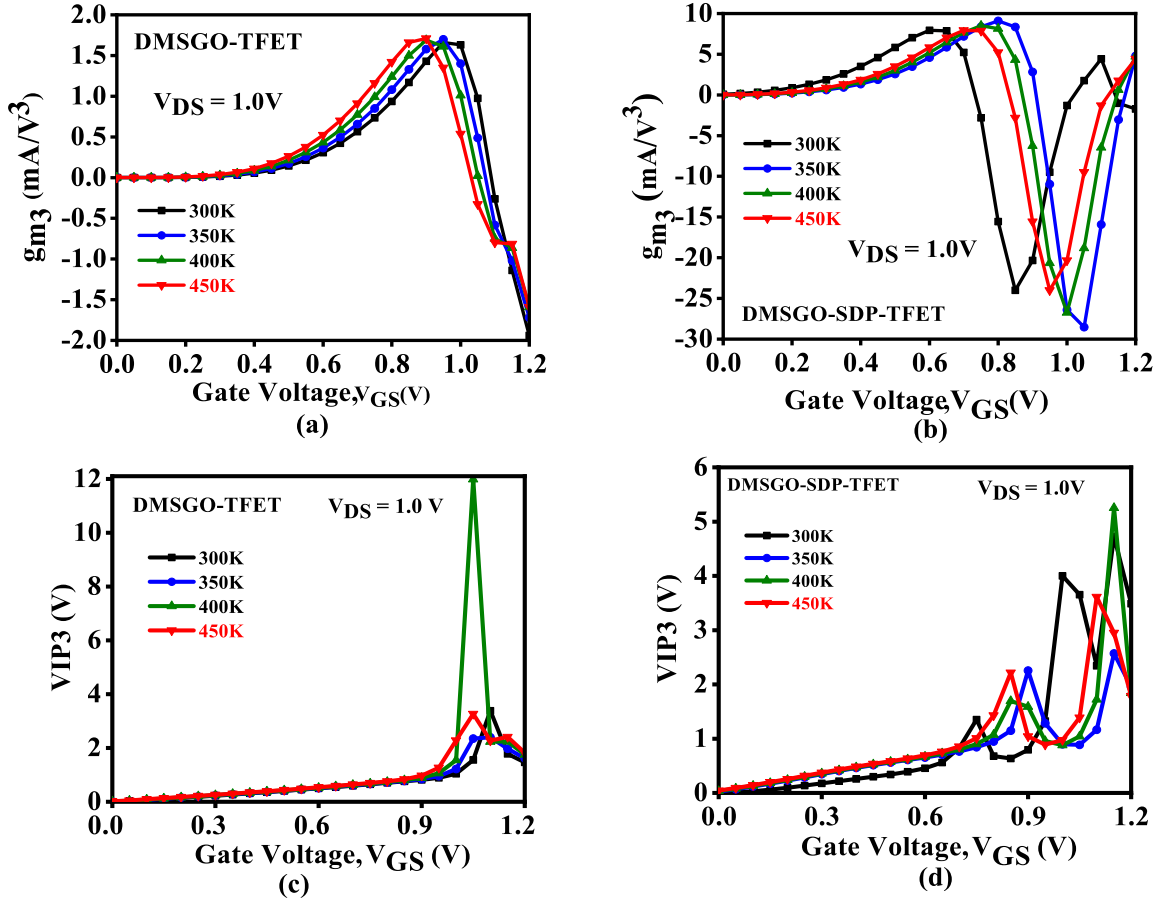 2.0
1.5
1.0
0.5
0.0
-0.5
-1.0
-1.5
-2.0
gm3 (mA/V3)
DMSGO-TFET
VDS = 1.0V
300K
350K
400K
450K
0.0 0.2 0.4 0.6 0.8 1.0 1.2
Gate Voltage,VGS(V)
(a)
10
5
0
5
10
-15
-20
-25
-30
gm3 (mA/V3)
300K
350K
400K
450K
VDS = 1.0V
DMSGO-SDP-TFET
0.0 0.2 0.4 0.6 0.8 1.0 1.2
Gate Voltage,VGS(V)
(b)
12
10
8
6
4
2
0
VIP3 (V)
DMSGO-TFET VDS = 1.0 V
300K
350K
400K
450K
0.0 0.3 0.6 0.9 1.2
Gate Voltage, VGS (V)
(c)
6
5
4
3
2
1
0
VIP3 (V)
DMSGO-SDP-TFET VDS = 1.0V
300K
350K
400K
450K
0.0 0.3 0.6 0.9 1.2
Gate Voltage, VGS (V)
(d)